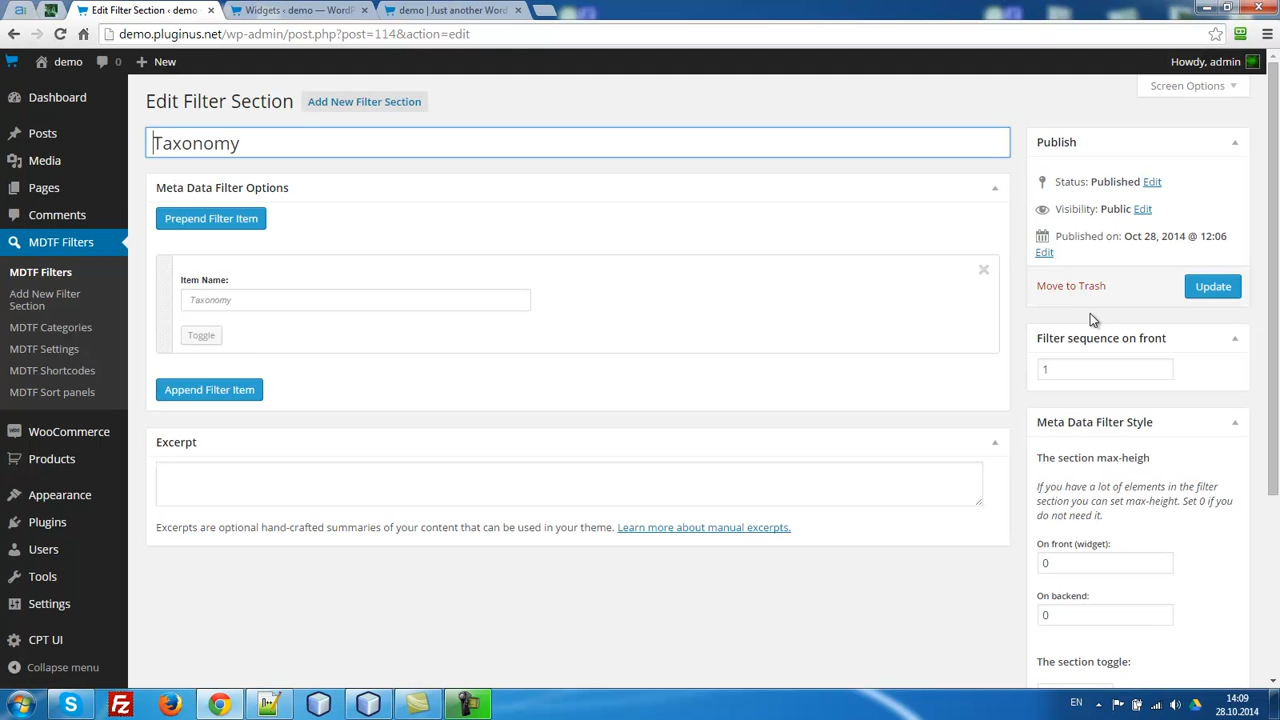 Edit Filter Section ‹ demo
Widgets ‹ demo — WordP
demo | Just another Word
demo.pluginus.net/wp-admin/post.php?post=114&action=edit
demo
0
New
Howdy, admin
Screen Options
Dashboard
Posts
Media
Pages
Comments
MDTF Filters
MDTF Filters
Add New Filter
Section
MDTF Categories
MDTF Settings
MDTF Shortcodes
MDTF Sort panels
WooCommerce
Products
Appearance
Plugins
Users
Tools
Settings
CPT UI
Collapse menu
Edit Filter Section
Add New Filter Section
Taxonomy
Meta Data Filter Options
Prepend Filter Item
Item Name:
Taxonomy
Toggle
Append Filter Item
Excerpt
Excerpts are optional hand-crafted summaries of your content that can be used in your theme. Learn more about manual excerpts.
Publish
Status: Published Edit
Visibility: Public Edit
Published on: Oct 28, 2014 @ 12:06
Edit
Move to Trash
Update
Filter sequence on front
1
Meta Data Filter Style
The section max-heigh
If you have a lot of elements in the filter
section you can set max-height. Set 0 if you
do not need it.
On front (widget):
0
On backend:
0
The section toggle:
EN
14:09
28.10.2014